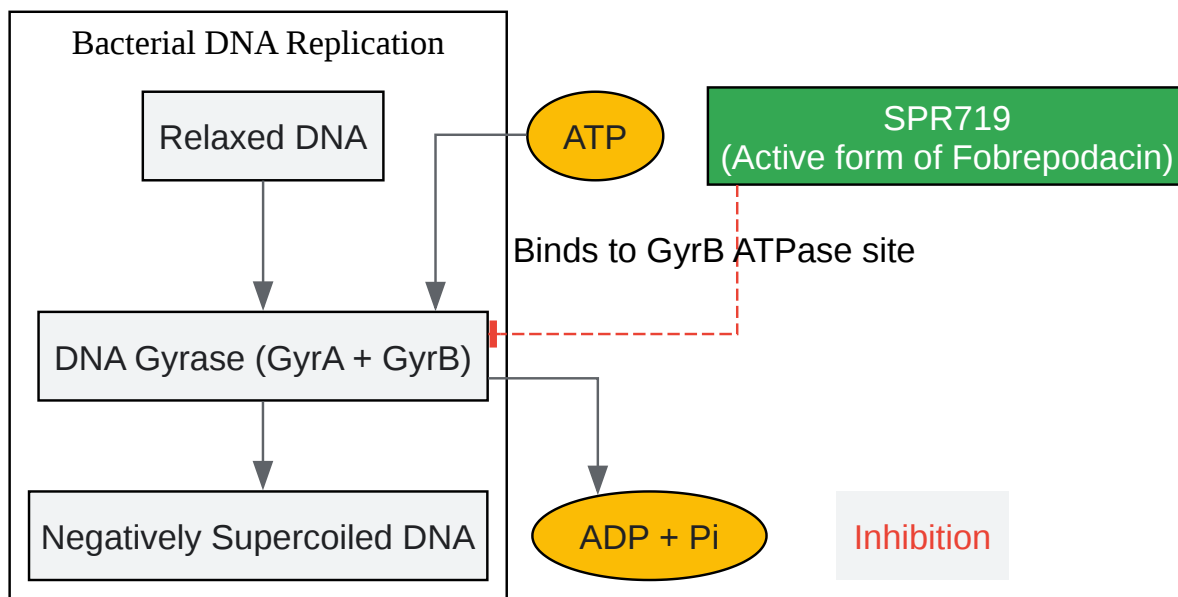 Bacterial DNA Replication
Relaxed DNA
ATP
SPR719
(Active form of Fobrepodacin)
Binds to GyrB ATPase site
DNA Gyrase (GyrA + GyrB)
Negatively Supercoiled DNA
ADP + Pi
Inhibition